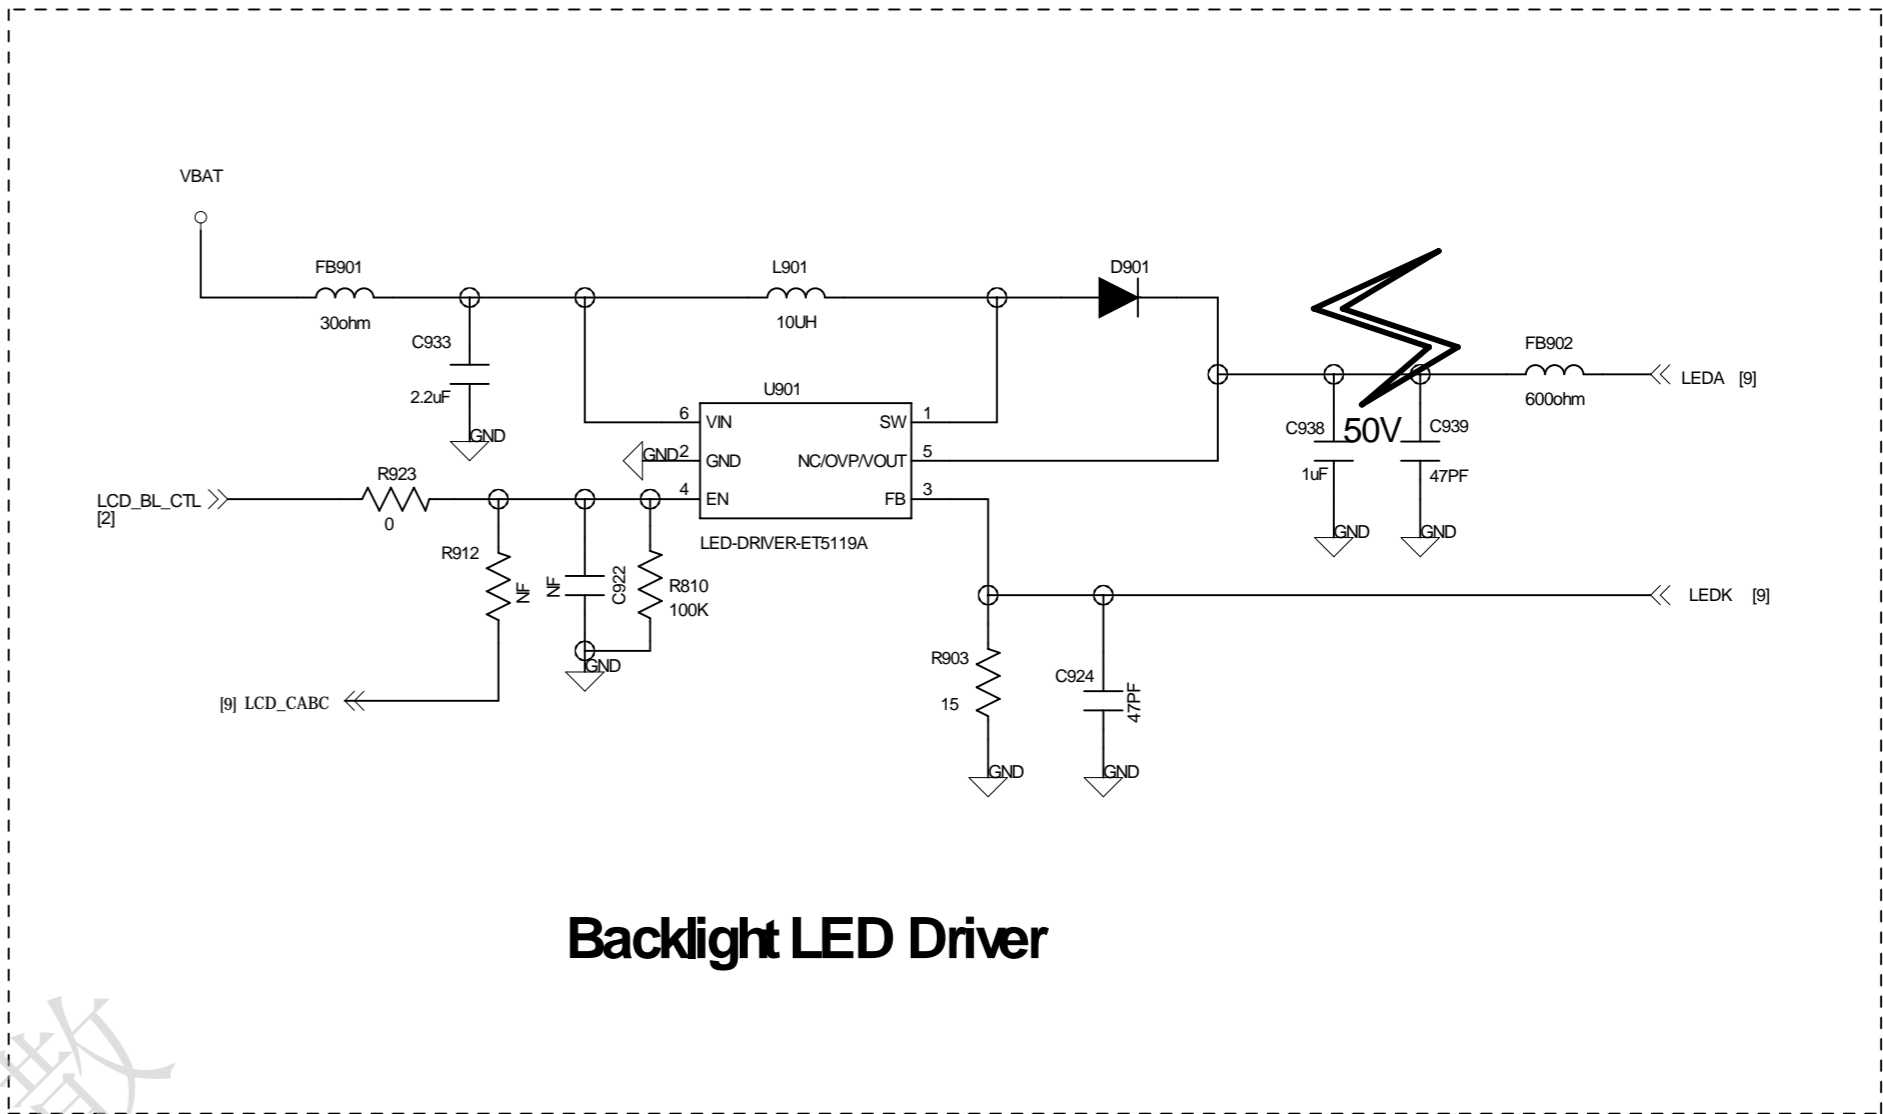 VBAT
FB901
30ohm
L901
10UH
D901
C933
2.2uF
GND
U901
6 VIN
SW 1
GND 2 GND
NC/OVP/VOUT 5
4 EN
FB 3
LED-DRIVER-ET5119A
FB902
600ohm
LEDA [9]
C938
1uF
50V
C939
47PF
GND
GND
LCD_BL_CTL
[2]
R923
0
R912
NF
NF
C922
R810
100K
GND
[9] LCD_CABC
LEDK [9]
R903
15
C924
47PF
GND
GND
Backlight LED Driver
散